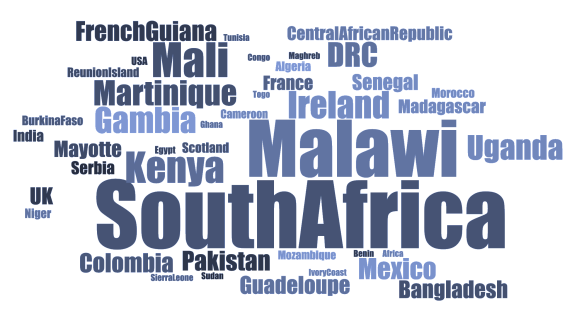 FrenchGuiana
Tunisia
CentralAfricanRepublic
USA
Mali
Congo
Maghreb
DRC
ReunionIsland
Algeria
Martinique
France
Senegal
Togo
Ireland
Morocco
Madagascar
BurkinaFaso
Gambia
Ghana
Cameroon
India
Mayotte
Egypt
Scotland
Malawi
Uganda
Serbia
Kenya
UK
Niger
SouthAfrica
Colombia
Pakistan
Mozambique
Benin
Africa
SierraLeone
Sudan
IvoryCoast
Mexico
Guadeloupe
Bangladesh